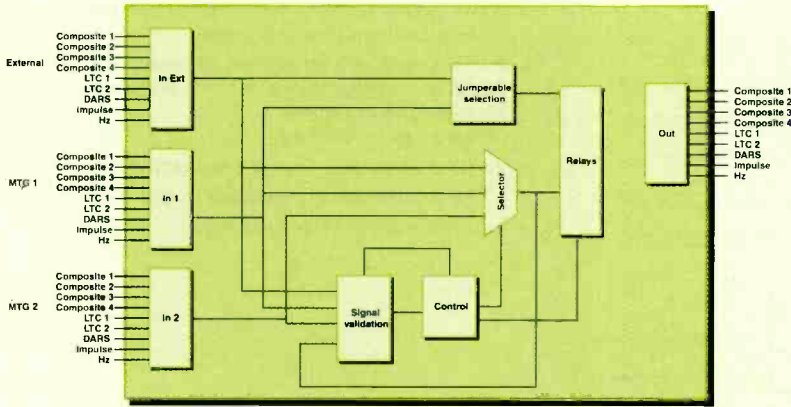 External
Composite 1
Composite 2
Composite 3
Composite 4
LTC 1
LTC 2
DARS
Impulse
Hz
In Ext
MTG 1
Composite 1
Composite 2
Composite 3
Composite 4
LTC 1
LTC 2
DARS
Impulse
Hz
In 1
MTG 2
Composite 1
Composite 2
Composite 3
Composite 4
LTC 1
LTC 2
DARS
Impulse
Hz
In 2
Jumperable
selection
Selector
Signal
validation
Control
Relays
Out
Composite 1
Composite 2
Composite 3
Composite 4
LTC 1
LTC 2
DARS
Impulse
Hz